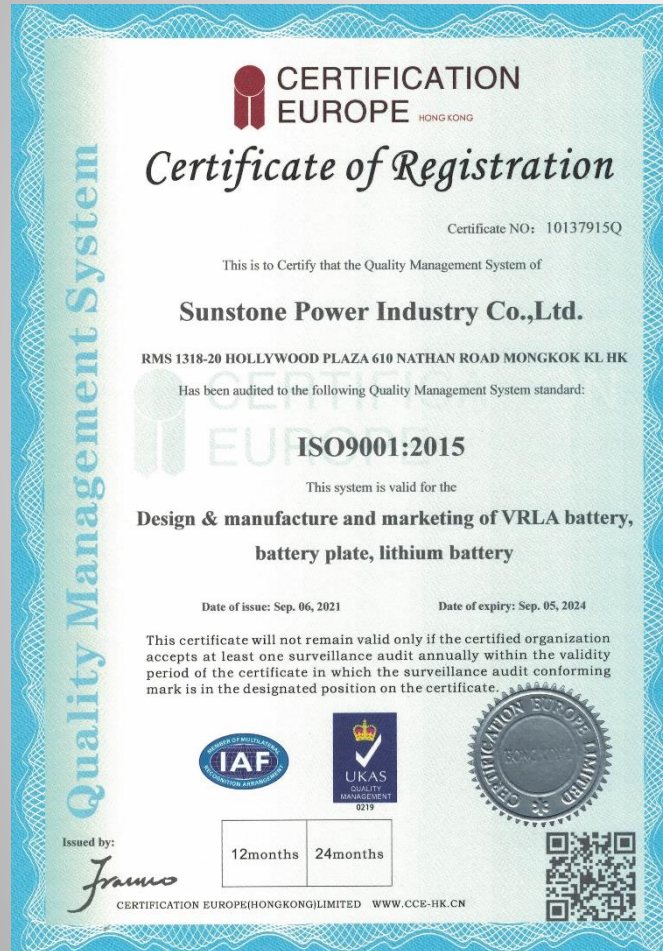 CERTIFICATION
EUROPE HONG KONG
Certificate of Registration
Quality Management System
Certificate NO: 10137915Q
This is to Certify that the Quality Management System of
Sunstone Power Industry Co.,Ltd.
RMS 1318-20 HOLLYWOOD PLAZA 610 NATHAN ROAD MONGKOK KL HK
Has been audited to the following Quality Management System standard:
CERTIFICATION
EUROPE
ISO9001:2015
This system is valid for the
Design & manufacture and marketing of VRLA battery,
battery plate, lithium battery
Date of issue: Sep. 06, 2021 Date of expiry: Sep. 05, 2024
This certificate will not remain valid only if the certified organization
accepts at least one surveillance audit annually within the validity
period of the certificate in which the surveillance audit conforming
mark is in the designated position on the certificate.
MEMBER OF MULTILATERAL
IAF
RECOGNITION ARRANGEMENT
UKAS
QUALITY
MANAGEMENT
0219
CERTIFICATION EUROPE LIMITED
Issued by:
12months 24months
CERTIFICATION EUROPE(HONGKONG)LIMITED WWW.CCE-HK.CN